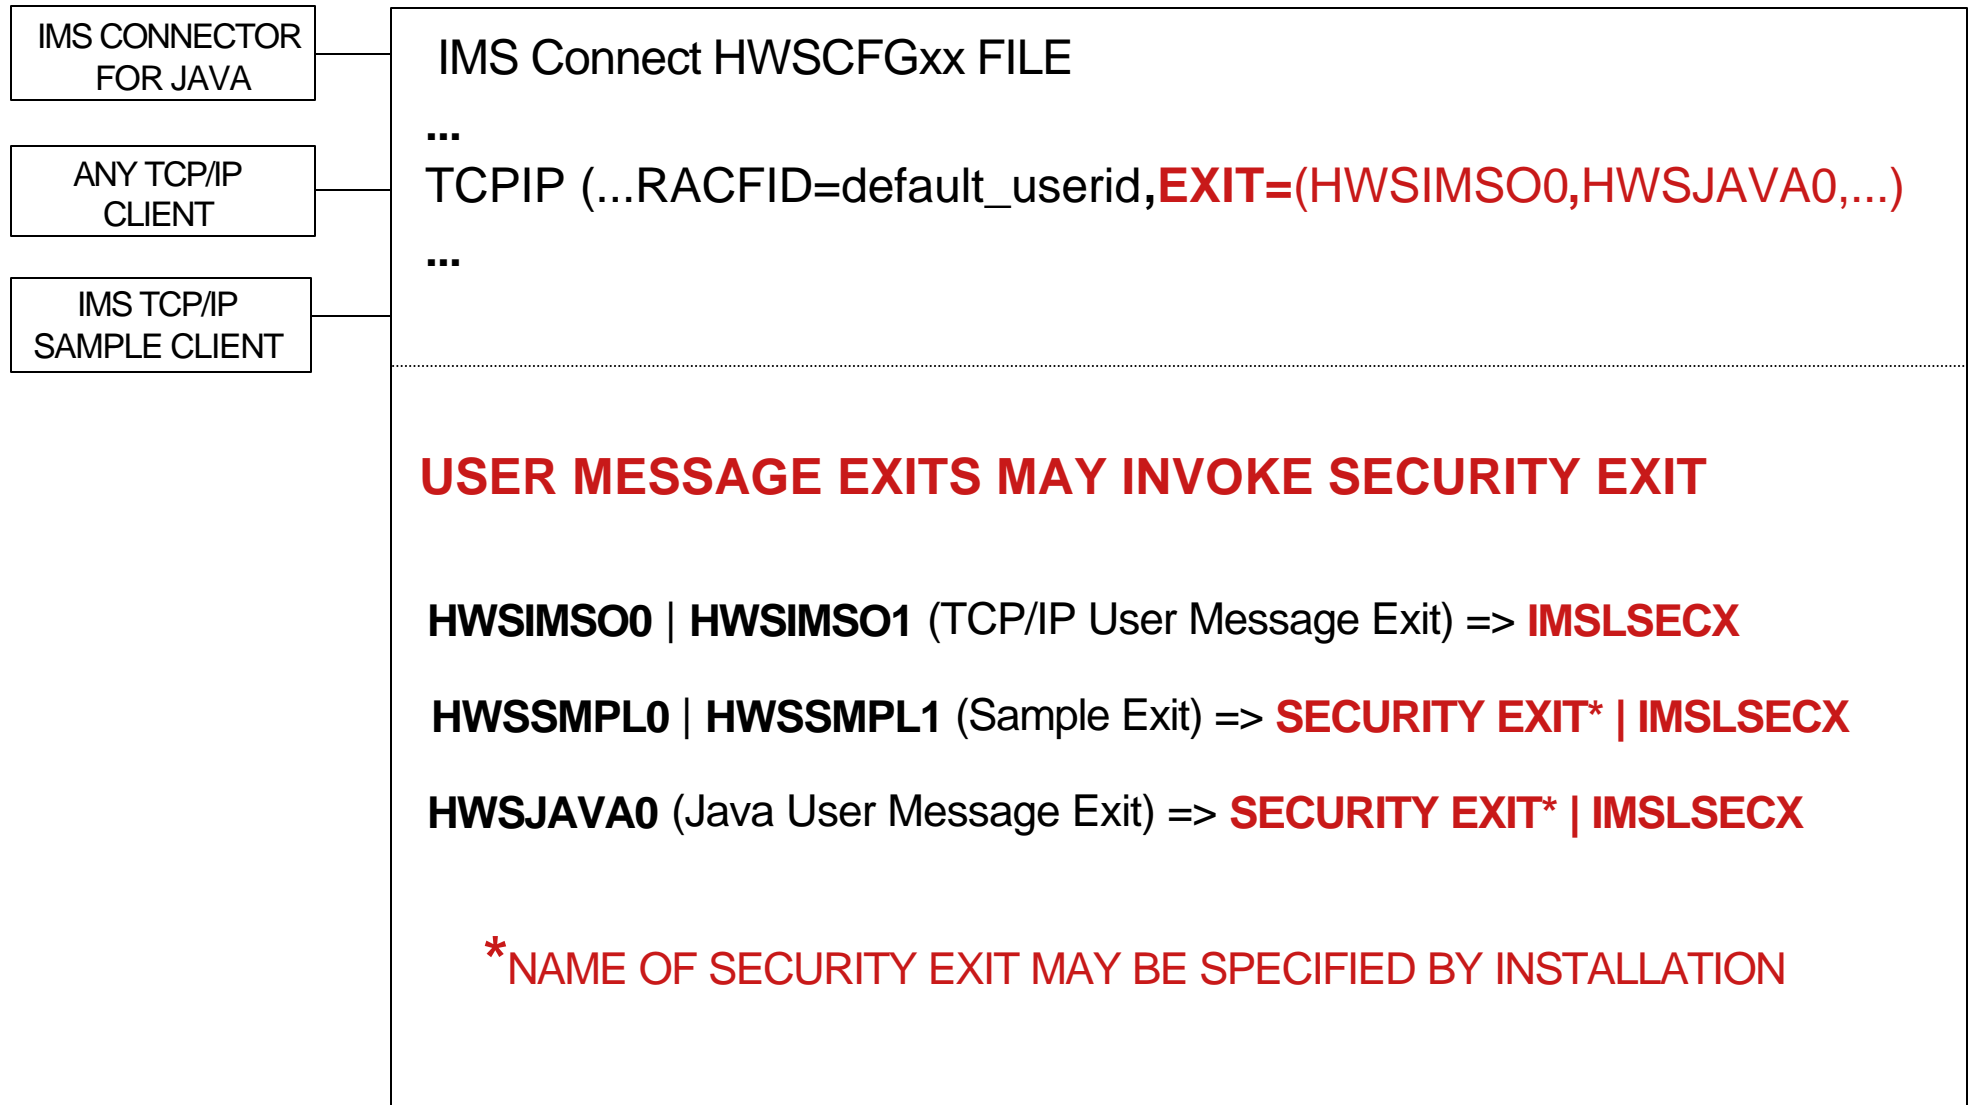 IMS CONNECTOR
FOR JAVA
ANY TCP/IP
CLIENT
IMS TCP/IP
SAMPLE CLIENT
IMS Connect HWSCFGxx FILE
...
TCPIP (...RACFID=default_userid,EXIT=(HWSIMSO0,HWSJAVA0,...)
...
USER MESSAGE EXITS MAY INVOKE SECURITY EXIT
HWSIMSO0 | HWSIMSO1 (TCP/IP User Message Exit) => IMSLSECX
HWSSMPL0 | HWSSMPL1 (Sample Exit) => SECURITY EXIT* | IMSLSECX
HWSJAVA0 (Java User Message Exit) => SECURITY EXIT* | IMSLSECX
*NAME OF SECURITY EXIT MAY BE SPECIFIED BY INSTALLATION